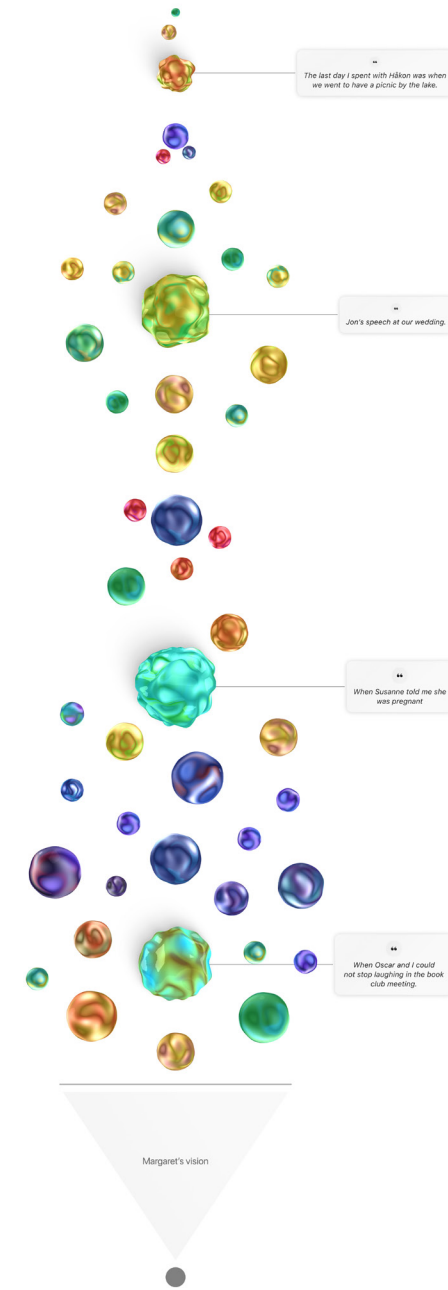 ❝
The last day I spent with Håkon was when
we went to have a picnic by the lake.
❝
Jon's speech at our wedding.
❝
When Susanne told me she
was pregnant
❝
When Oscar and I could
not stop laughing in the book
club meeting.
Margaret's vision